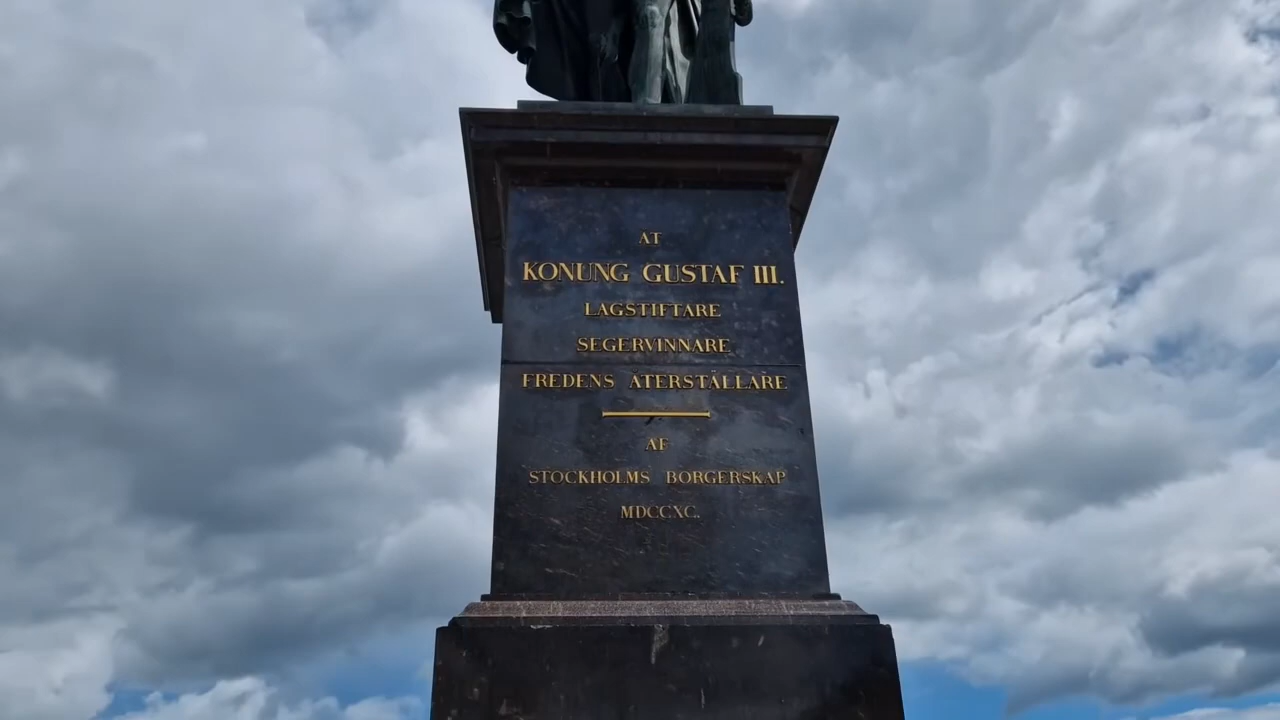 AT
KONUNG GUSTAF III.
LAGSTIFTARE
SEGERVINNARE
FREDENS ÅTERSTÄLLARE
AF
STOCKHOLMS BORGERSKAP
MDCCXC.